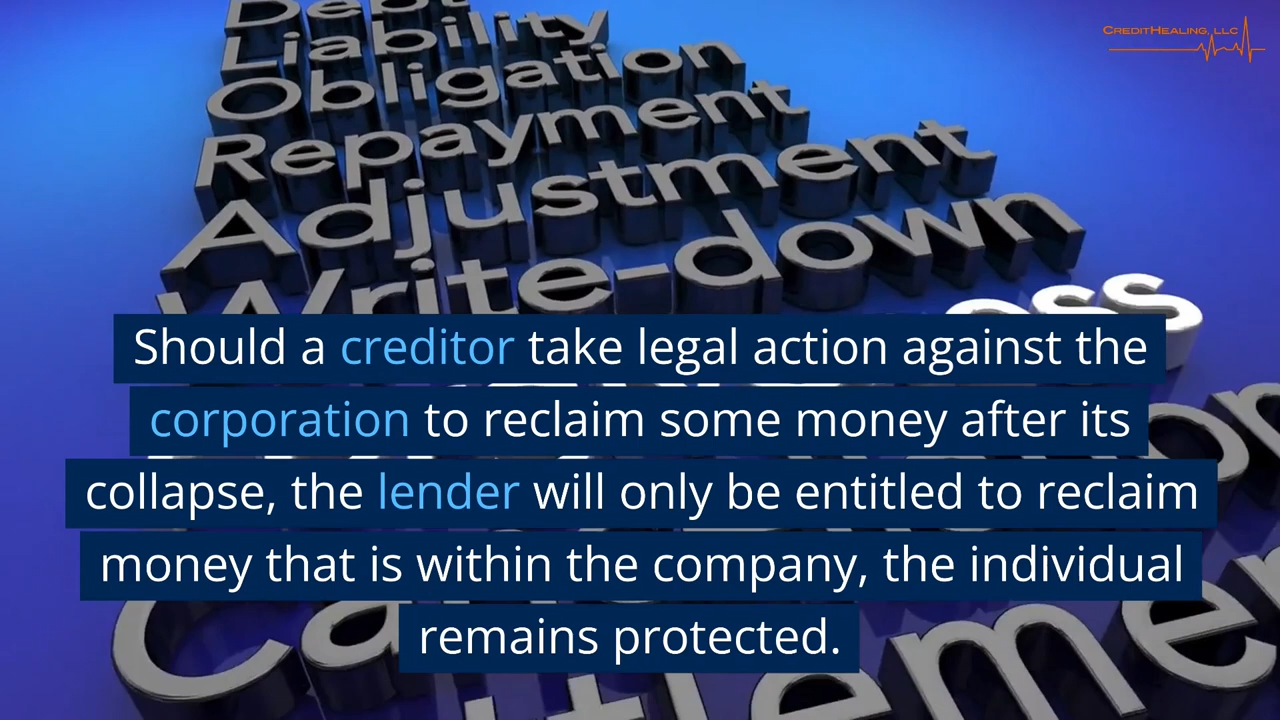 CREDITHEALING, LLC
Debt
Liability
Obligation
Repayment
Adjustment
Write-down
Should a creditor take legal action against the
corporation to reclaim some money after its
collapse, the lender will only be entitled to reclaim
money that is within the company, the individual
remains protected.